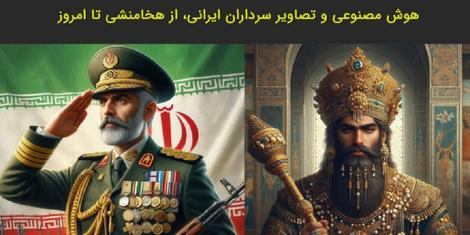 هوش مصنوعی و تصاویر سرداران ایرانی، از هخامنشی تا امروز